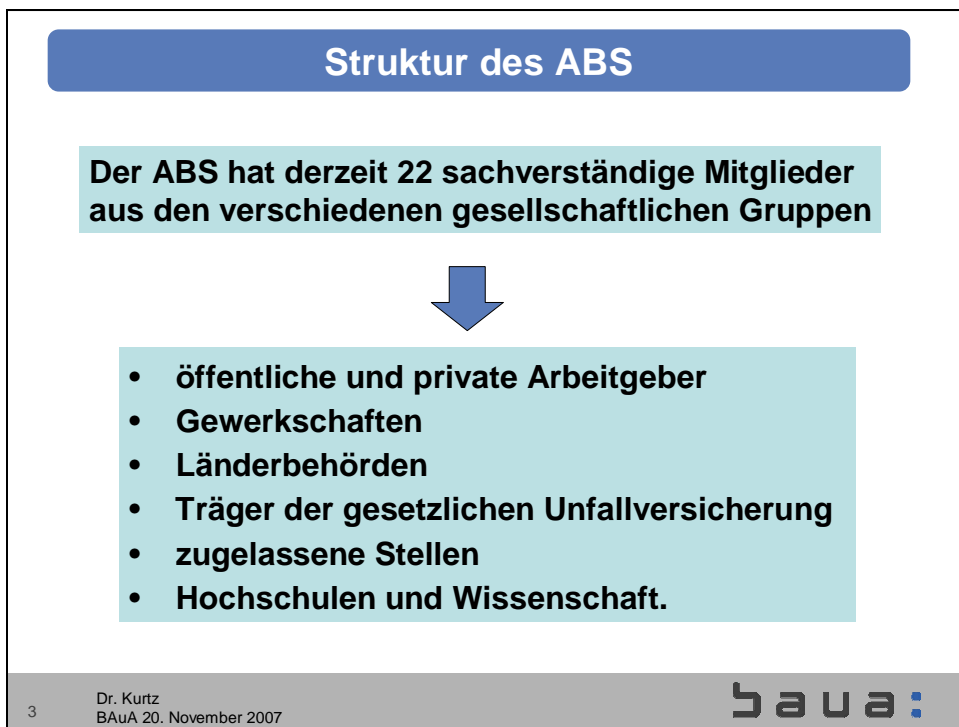 Struktur des ABS
Der ABS hat derzeit 22 sachverständige Mitglieder
aus den verschiedenen gesellschaftlichen Gruppen
• öffentliche und private Arbeitgeber
• Gewerkschaften
• Länderbehörden
• Träger der gesetzlichen Unfallversicherung
• zugelassene Stellen
• Hochschulen und Wissenschaft.
3
Dr. Kurtz
BAuA 20. November 2007
baua: